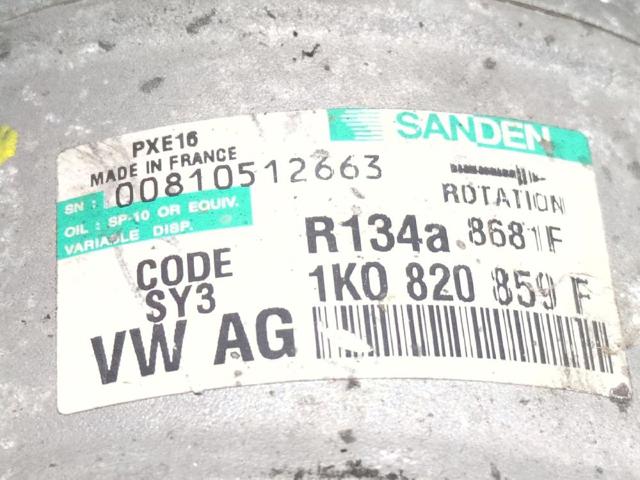 SANDEN
PXE16
MADE IN FRANCE
SN : 00810512663
OIL : SP-10 OR EQUIV.
VARIABLE DISP.
ROTATION
R134a 8681F
CODE
SY3
1K0 820 859 F
VW AG